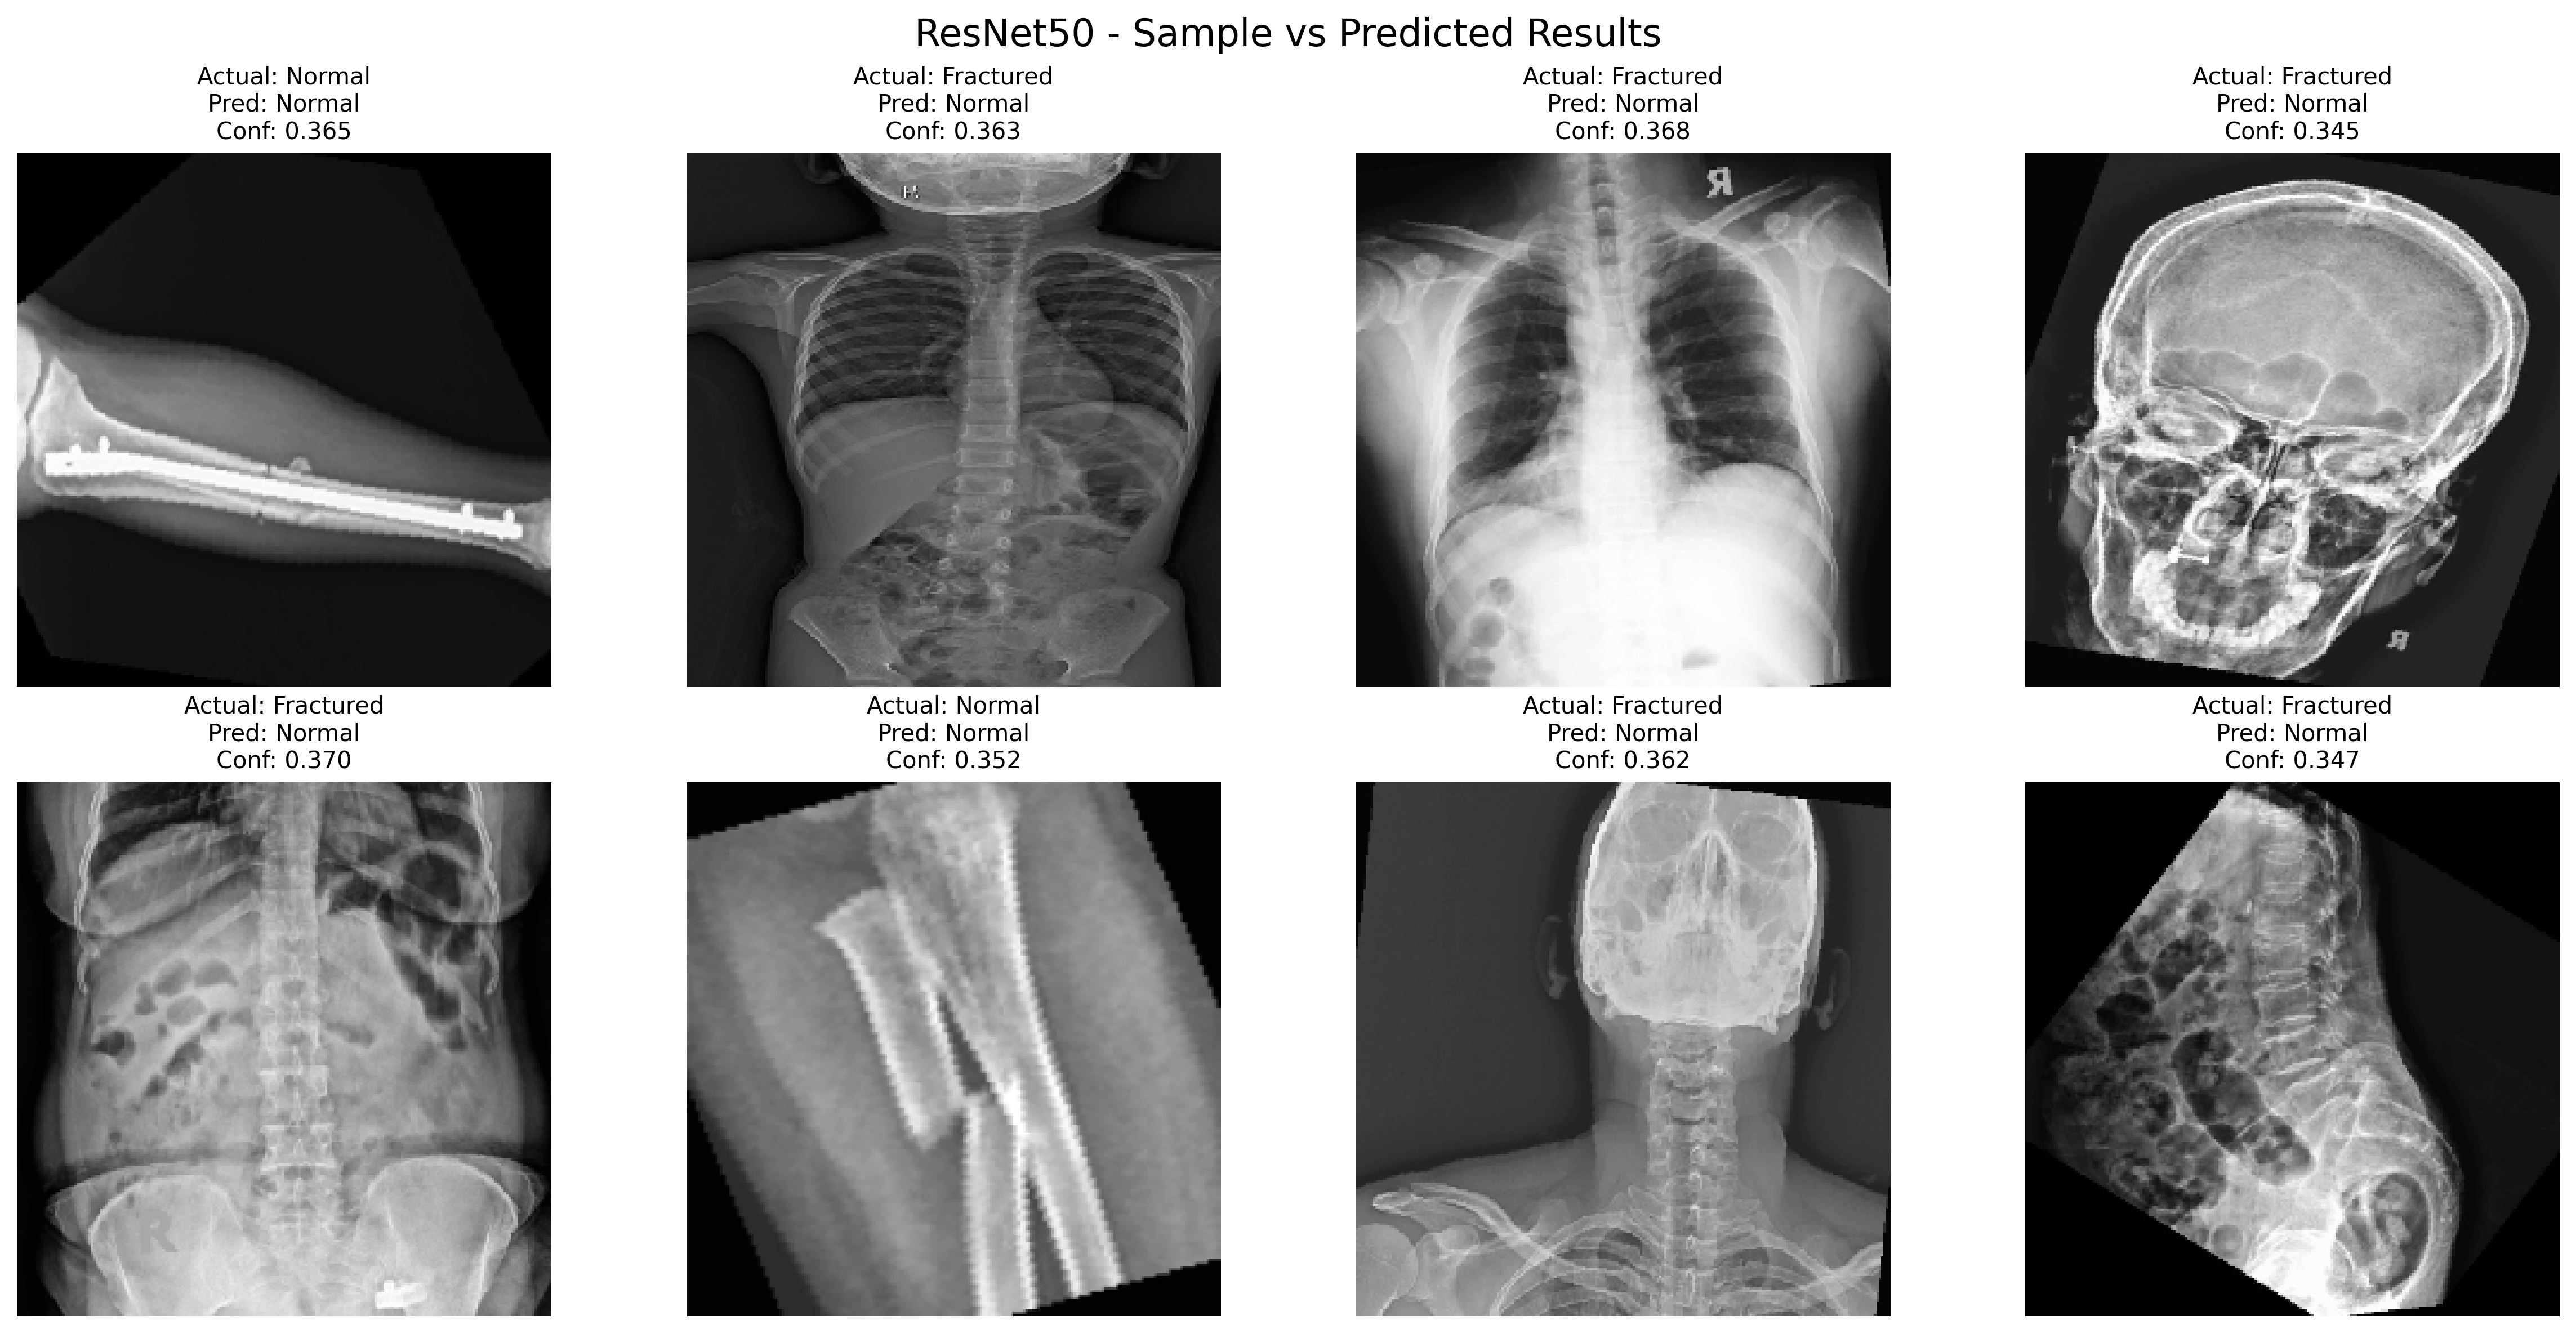 ResNet50 - Sample vs Predicted Results
Actual: Normal
Pred: Normal
Conf: 0.365
Actual: Fractured
Pred: Normal
Conf: 0.363
Actual: Fractured
Pred: Normal
Conf: 0.368
Actual: Fractured
Pred: Normal
Conf: 0.345
R
R
Actual: Fractured
Pred: Normal
Conf: 0.370
Actual: Normal
Pred: Normal
Conf: 0.352
Actual: Fractured
Pred: Normal
Conf: 0.362
Actual: Fractured
Pred: Normal
Conf: 0.347
R